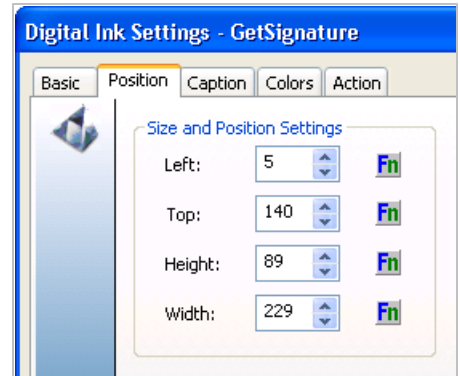 Digital Ink Settings - GetSignature
Basic Position Caption Colors Action
Size and Position Settings
Left: 5 Fn
Top: 140 Fn
Height: 89 Fn
Width: 229 Fn